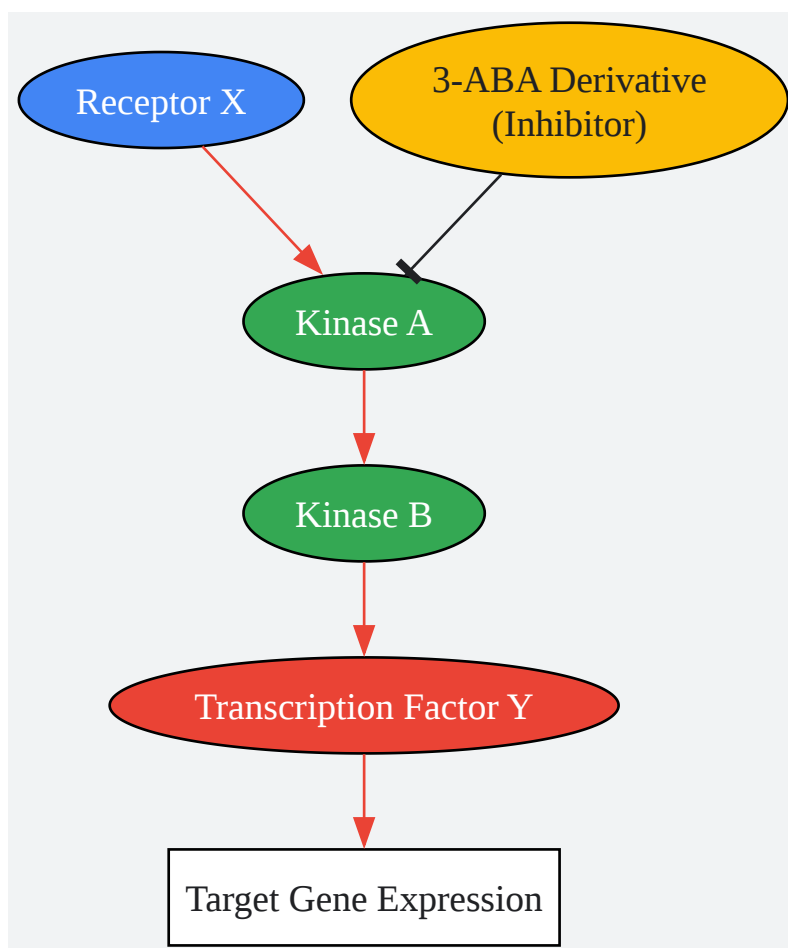 Receptor X
3-ABA Derivative
(Inhibitor)
Kinase A
Kinase B
Transcription Factor Y
Target Gene Expression